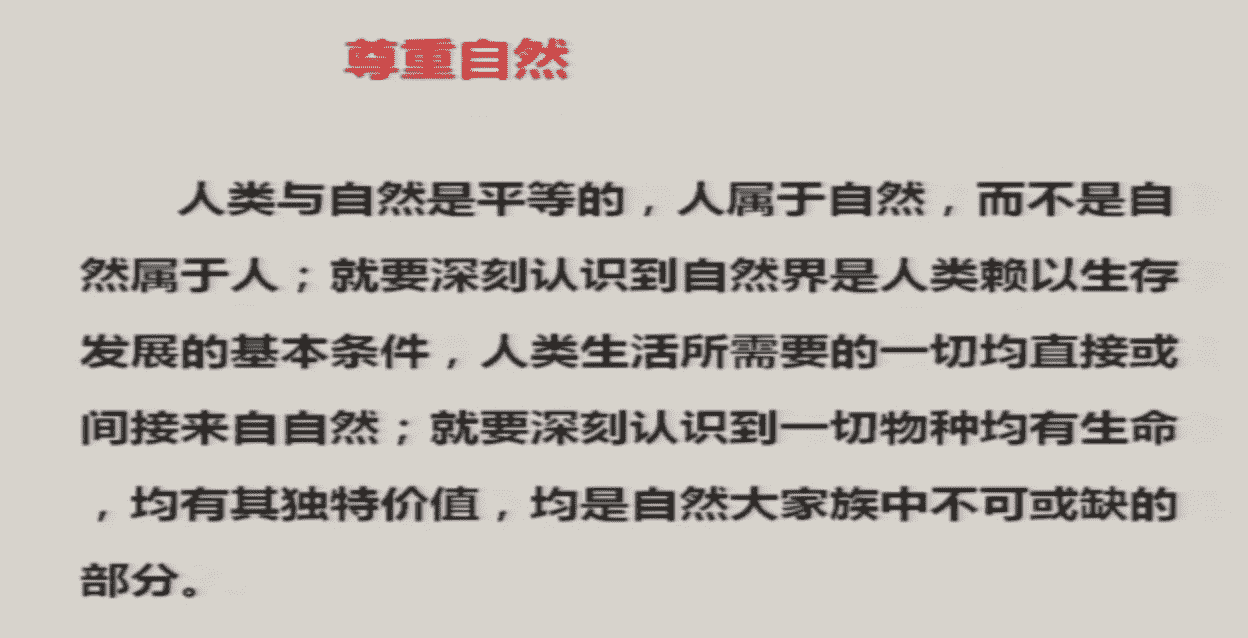 尊重自然
人类与自然是平等的，人属于自然，而不是自
然属于人；就要深刻认识到自然界是人类赖以生存
发展的基本条件，人类生活所需要的一切均直接或
间接来自自然；就要深刻认识到一切物种均有生命
，均有其独特价值，均是自然大家族中不可或缺的
部分。